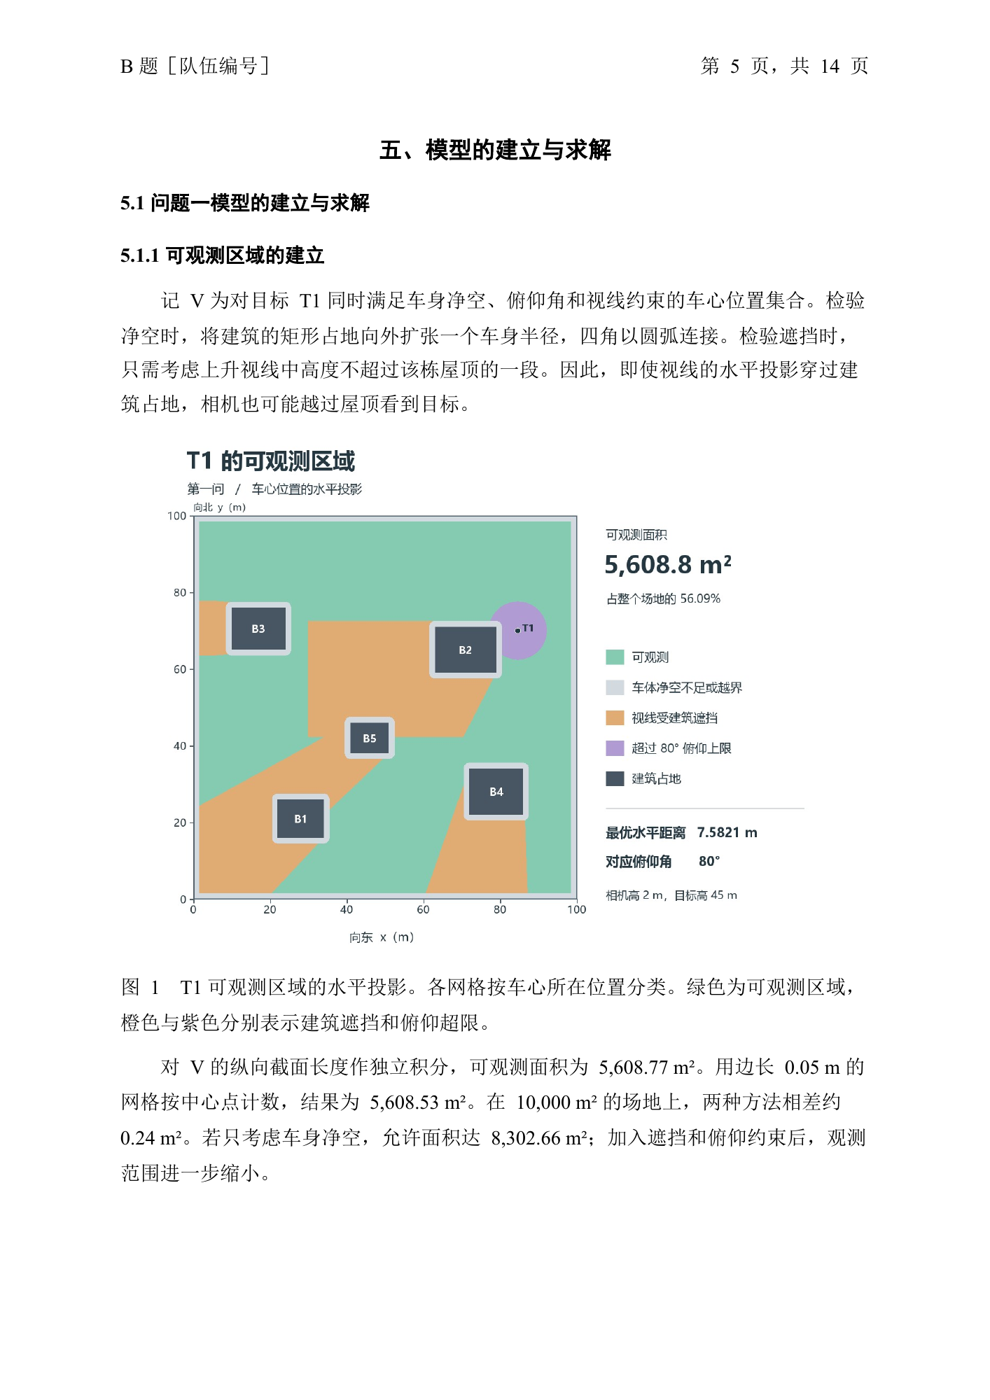 B 题［队伍编号］
第 5 页，共 14 页
五、模型的建立与求解
5.1 问题一模型的建立与求解
5.1.1 可观测区域的建立
记 V 为对目标 T1 同时满足车身净空、俯仰角和视线约束的车心位置集合。检验
净空时，将建筑的矩形占地向外扩张一个车身半径，四角以圆弧连接。检验遮挡时，
只需考虑上升视线中高度不超过该栋屋顶的一段。因此，即使视线的水平投影穿过建
筑占地，相机也可能越过屋顶看到目标。
T1 的可观测区域
第一问 / 车心位置的水平投影
向北 y（m）
100
80
60
40
20
0
0
20
40
60
80
100
向东 x（m）
B3
B2
T1
B5
B4
B1
可观测面积
5,608.8 m²
占整个场地的 56.09%
可观测
车体净空不足或越界
视线受建筑遮挡
超过 80° 俯仰上限
建筑占地
最优水平距离 7.5821 m
对应俯仰角 80°
相机高 2 m，目标高 45 m
图 1 T1 可观测区域的水平投影。各网格按车心所在位置分类。绿色为可观测区域，
橙色与紫色分别表示建筑遮挡和俯仰超限。
对 V 的纵向截面长度作独立积分，可观测面积为 5,608.77 m²。用边长 0.05 m 的
网格按中心点计数，结果为 5,608.53 m²。在 10,000 m² 的场地上，两种方法相差约
0.24 m²。若只考虑车身净空，允许面积达 8,302.66 m²；加入遮挡和俯仰约束后，观测
范围进一步缩小。